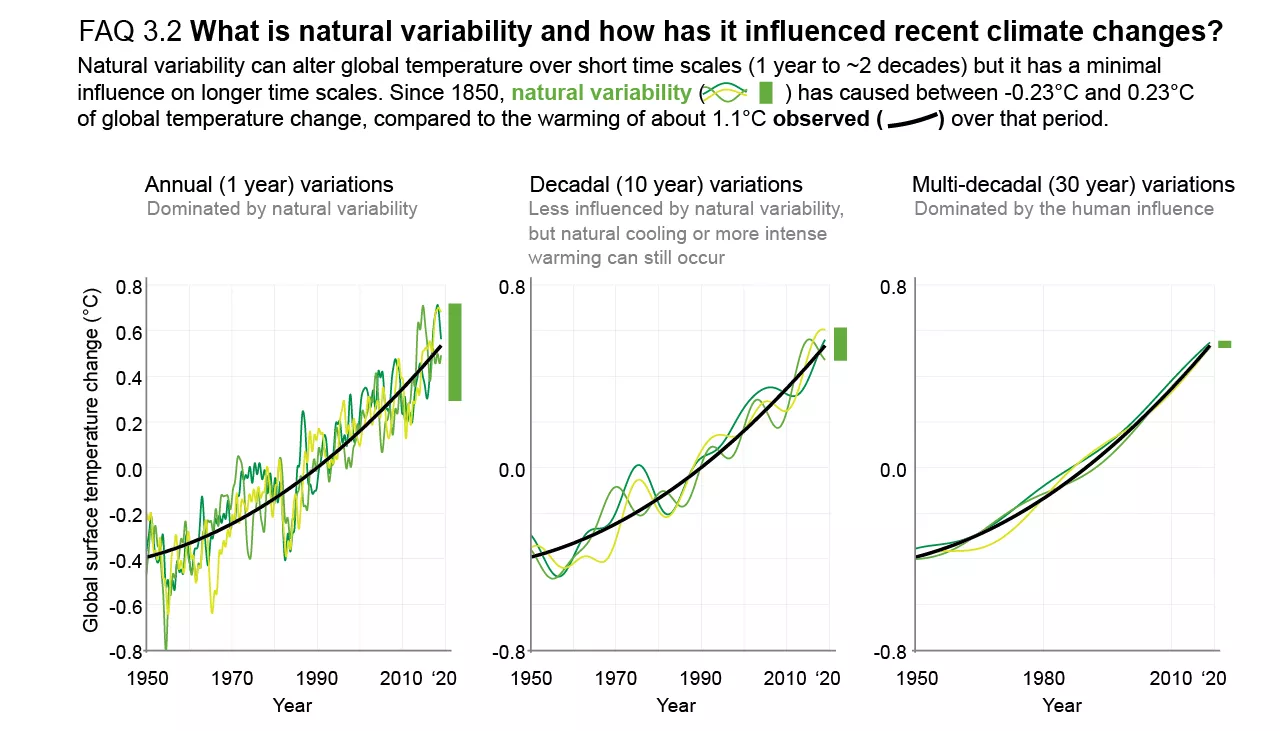 FAQ 3.2 What is natural variability and how has it influenced recent climate changes?
Natural variability can alter global temperature over short time scales (1 year to ~2 decades) but it has a minimal
influence on longer time scales. Since 1850, natural variability ( ) has caused between -0.23°C and 0.23°C
of global temperature change, compared to the warming of about 1.1°C observed ( ) over that period.
Annual (1 year) variations
Dominated by natural variability
Global surface temperature change (°C)
0.8
0.6
0.4
0.2
0.0
-0.2
-0.4
-0.6
-0.8
1950 1970 1990 2010 ‘20
Year
Decadal (10 year) variations
Less influenced by natural variability,
but natural cooling or more intense
warming can still occur
0.8
0.0
-0.8
1950 1970 1990 2010 ‘20
Year
Multi-decadal (30 year) variations
Dominated by the human influence
0.8
0.0
-0.8
1950 1980 2010 ‘20
Year